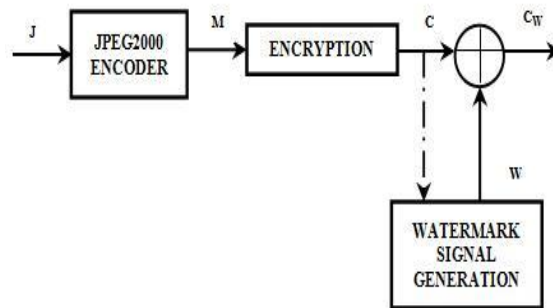 J
JPEG2000
ENCODER
M
ENCRYPTION
C
CW
W
WATERMARK
SIGNAL
GENERATION